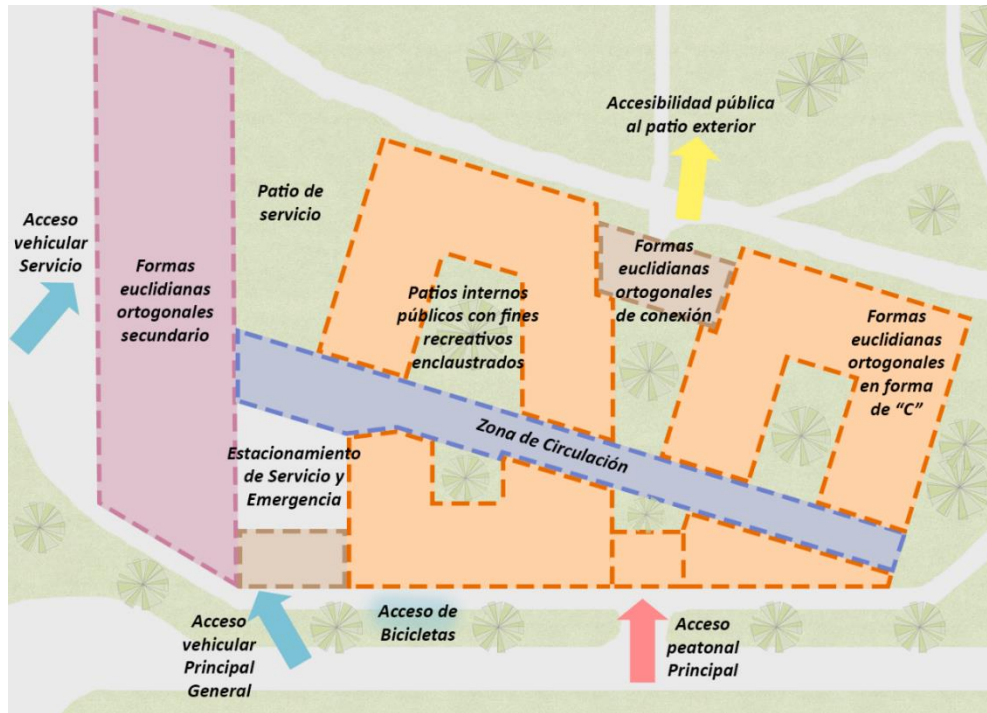 Accesibilidad pública
al patio exterior
Patio de
servicio
Acceso
vehicular
Servicio
Formas
euclidianas
ortogonales
secundario
Formas
euclidianas
ortogonales
de conexión
Patios internos
públicos con fines
recreativos
enclaustrados
Formas
euclidianas
ortogonales
en forma
de “C”
Zona de Circulación
Estacionamiento
de Servicio y
Emergencia
Acceso
vehicular
Principal
General
Acceso de
Bicicletas
Acceso
peatonal
Principal